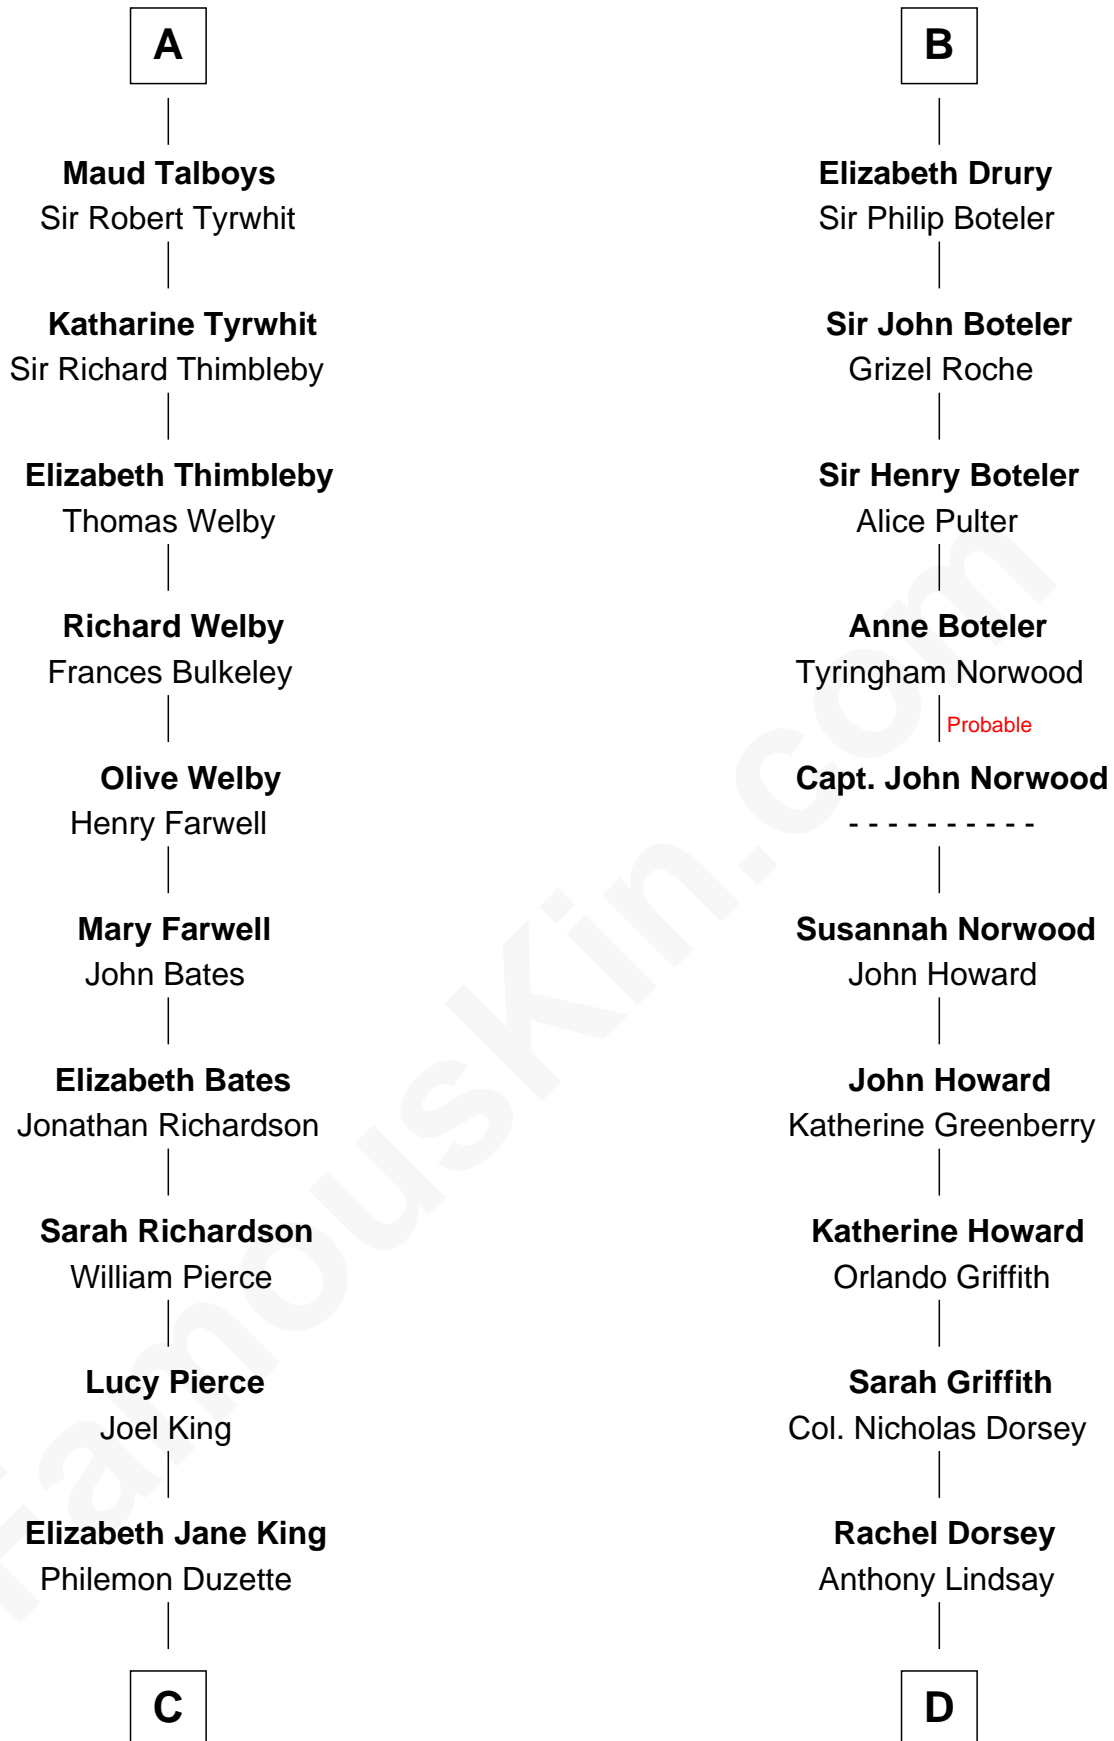 A
Maud Talboys
Sir Robert Tyrwhit
Katharine Tyrwhit
Sir Richard Thimbleby
Elizabeth Thimbleby
Thomas Welby
Richard Welby
Frances Bulkeley
Olive Welby
Henry Farwell
Mary Farwell
John Bates
Elizabeth Bates
Jonathan Richardson
Sarah Richardson
William Pierce
Lucy Pierce
Joel King
Elizabeth Jane King
Philemon Duzette
C
B
Elizabeth Drury
Sir Philip Boteler
Sir John Boteler
Grizel Roche
Sir Henry Boteler
Alice Pulter
Anne Boteler
Tyringham Norwood
Probable
Capt. John Norwood
- - - - - - - - - -
Susannah Norwood
John Howard
John Howard
Katherine Greenberry
Katherine Howard
Orlando Griffith
Sarah Griffith
Col. Nicholas Dorsey
Rachel Dorsey
Anthony Lindsay
D
FamousKin.com